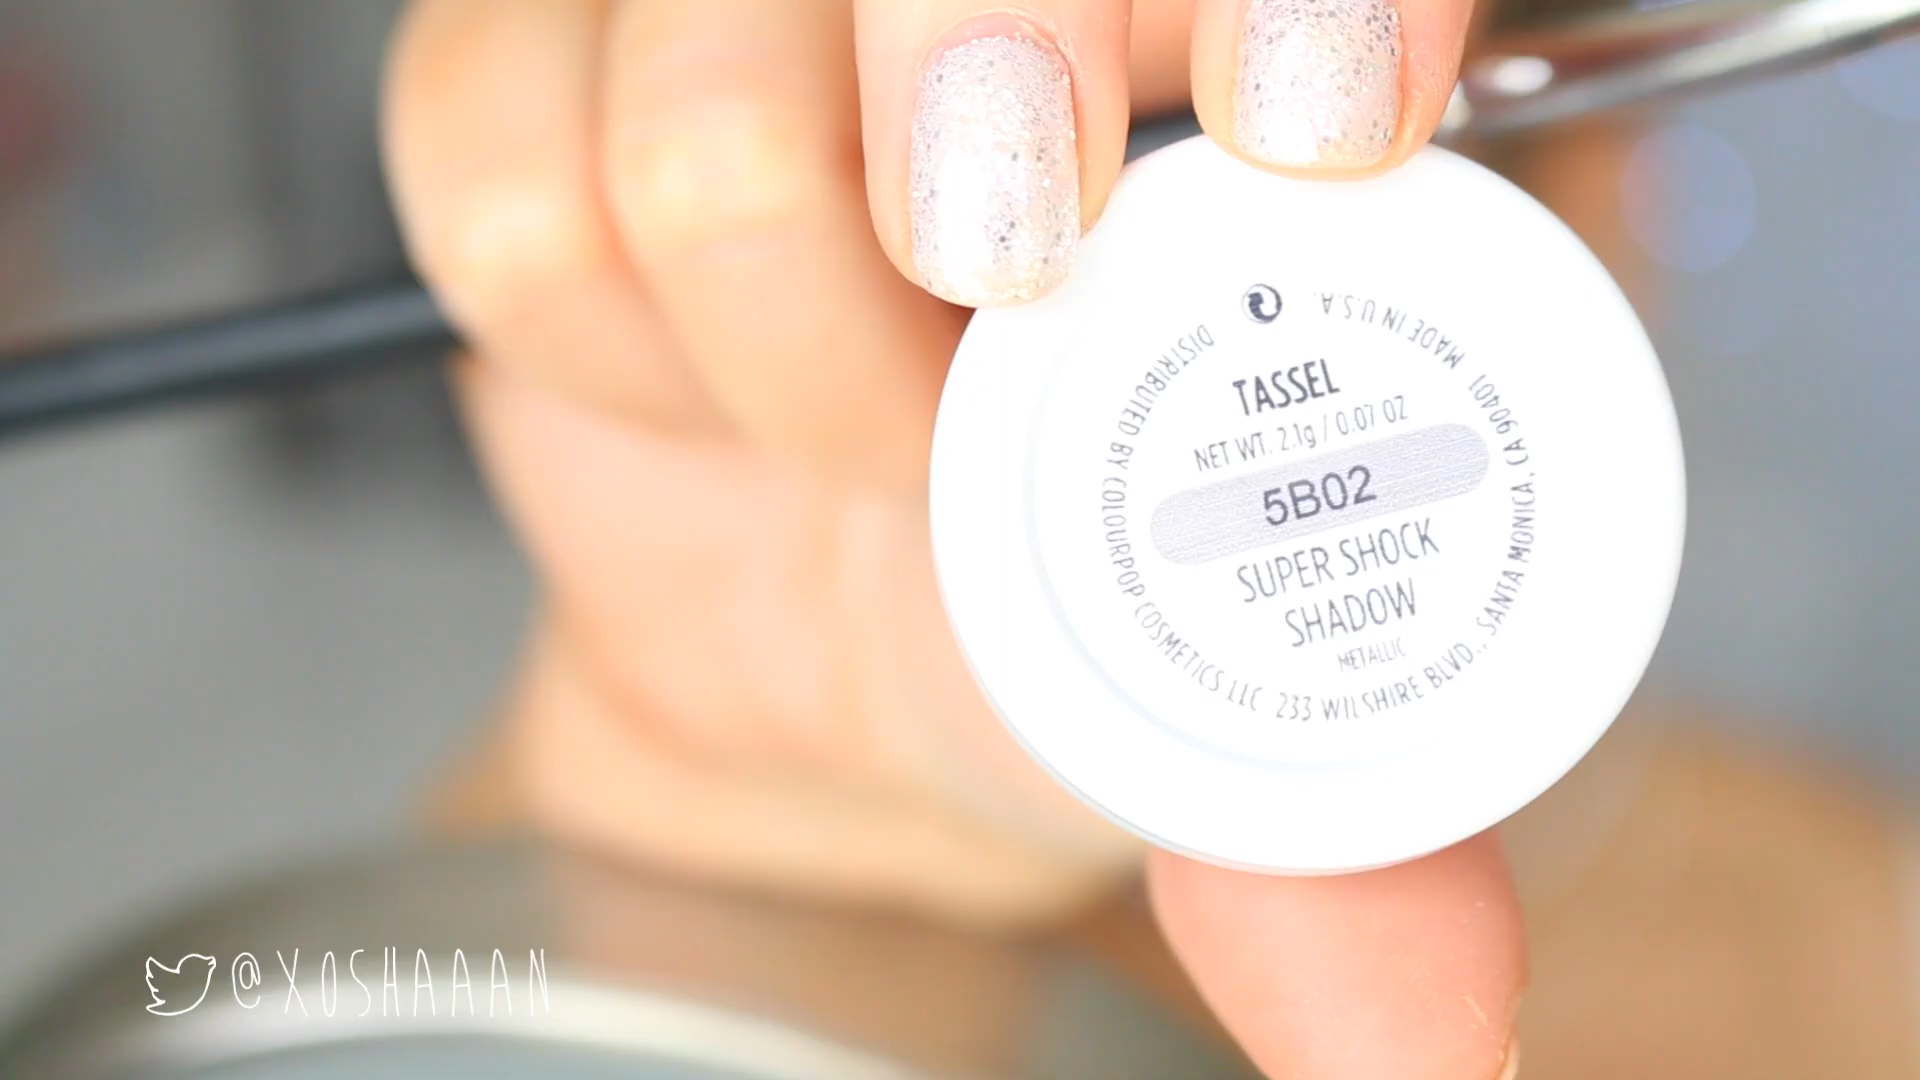 TASSEL
NET WT. 2.1g / 0.07 OZ
5B02
SUPER SHOCK
SHADOW
METALLIC
DISTRIBUTED BY COLOURPOP COSMETICS LLC 233 WILSHIRE BLVD., SANTA MONICA, CA 90401 MADE IN U.S.A.
@XOSHAAAN